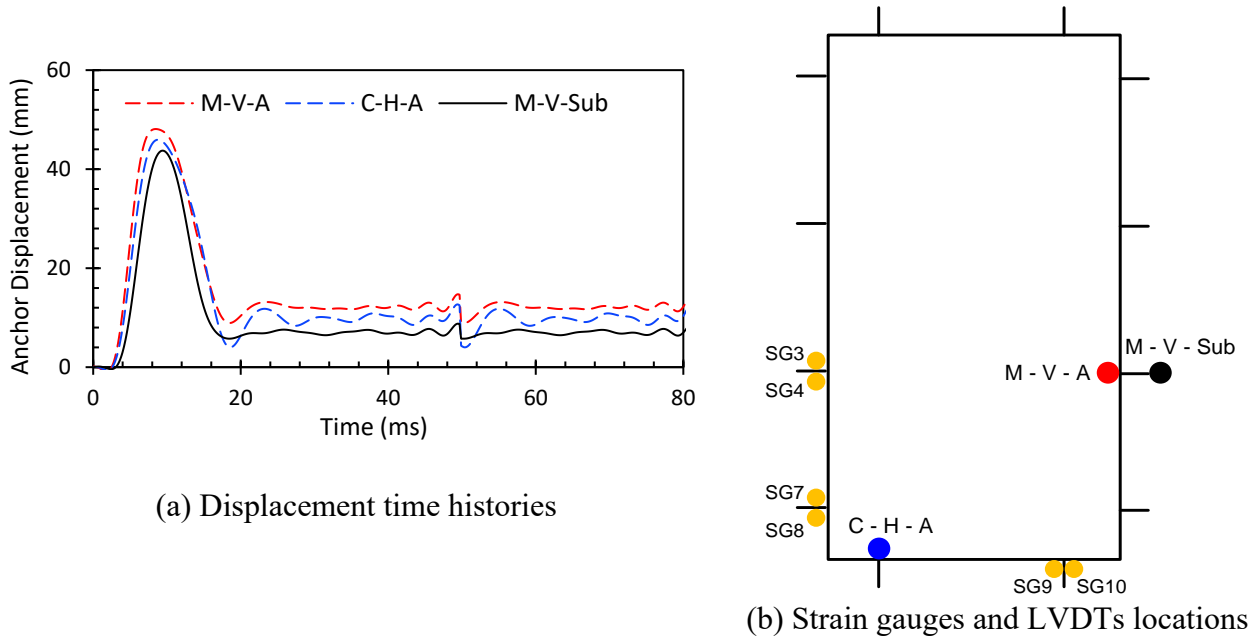 60
40
20
0
Anchor Displacement (mm)
M-V-A C-H-A M-V-Sub
0 20 40 60 80
Time (ms)
(a) Displacement time histories
M - V - Sub
M - V - A
SG3
SG4
SG7
SG8
C - H - A
SG9 SG10
(b) Strain gauges and LVDTs locations